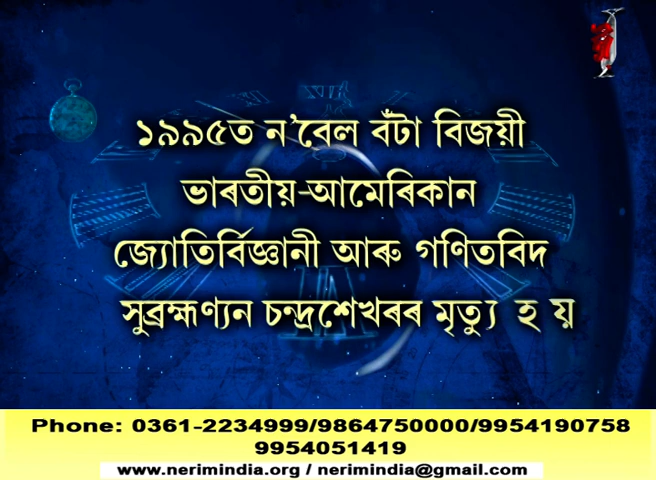 ১৯৯৫ত ন'বেল বঁটা বিজয়ী
ভাৰতীয়-আমেৰিকান
জ্যোতিৰ্বিজ্ঞানী আৰু গণিতবিদ
সুব্ৰহ্মণ্যন চন্দ্ৰশেখৰৰ মৃত্যু হয়
Phone: 0361-2234999/9864750000/9954190758
9954051419
www.nerimindia.org / nerimindia@gmail.com